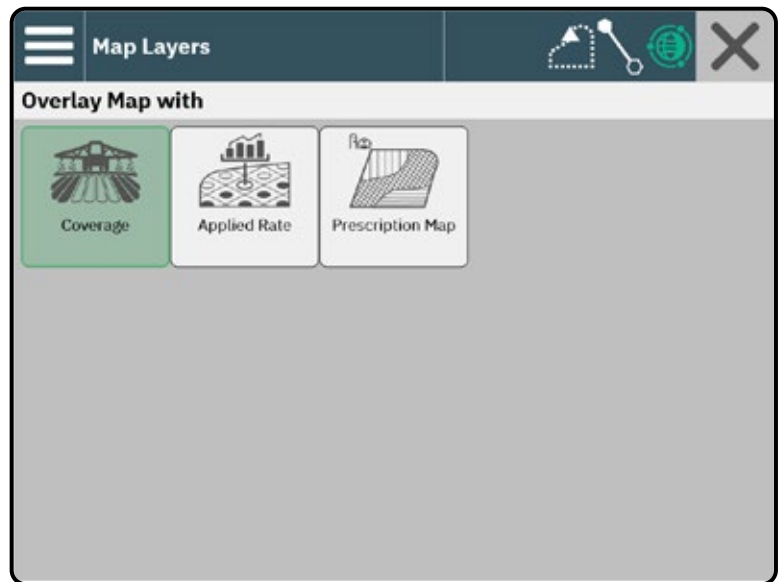 Map Layers
Overlay Map with
Coverage
Applied Rate
Prescription Map